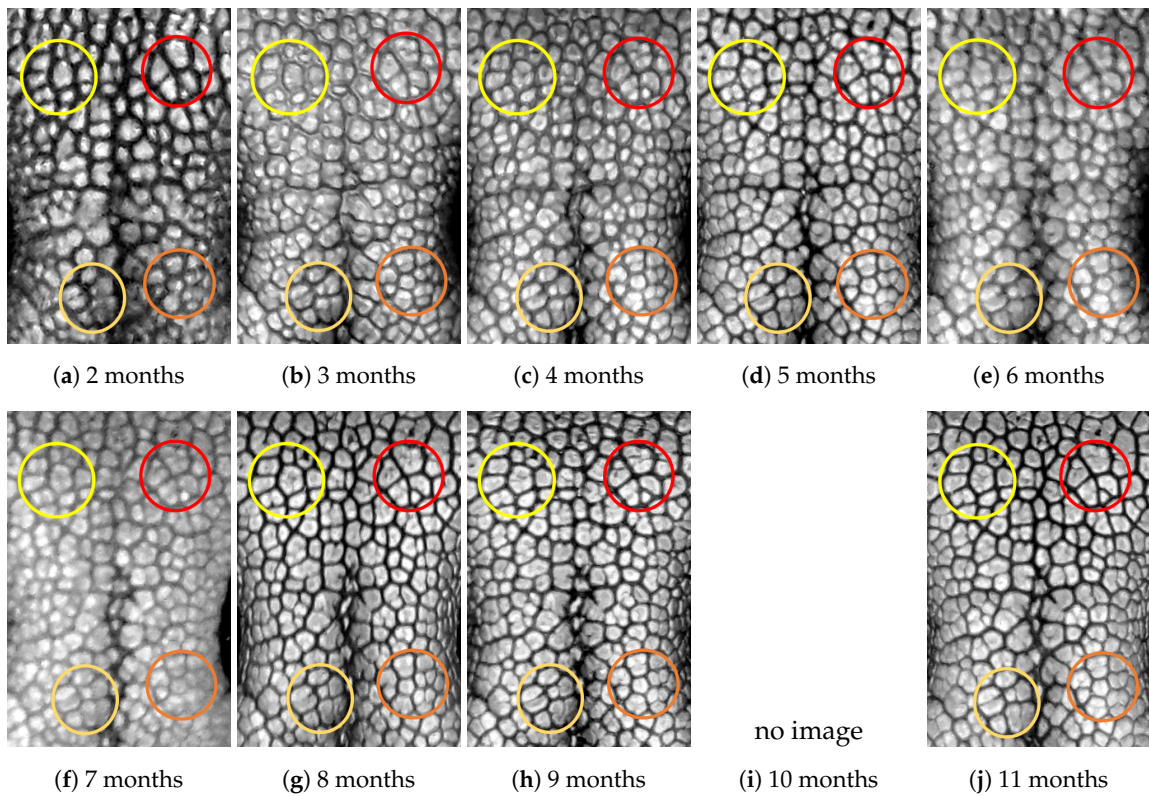 (a) 2 months
(b) 3 months
(c) 4 months
(d) 5 months
(e) 6 months
no image
(f) 7 months
(g) 8 months
(h) 9 months
(i) 10 months
(j) 11 months